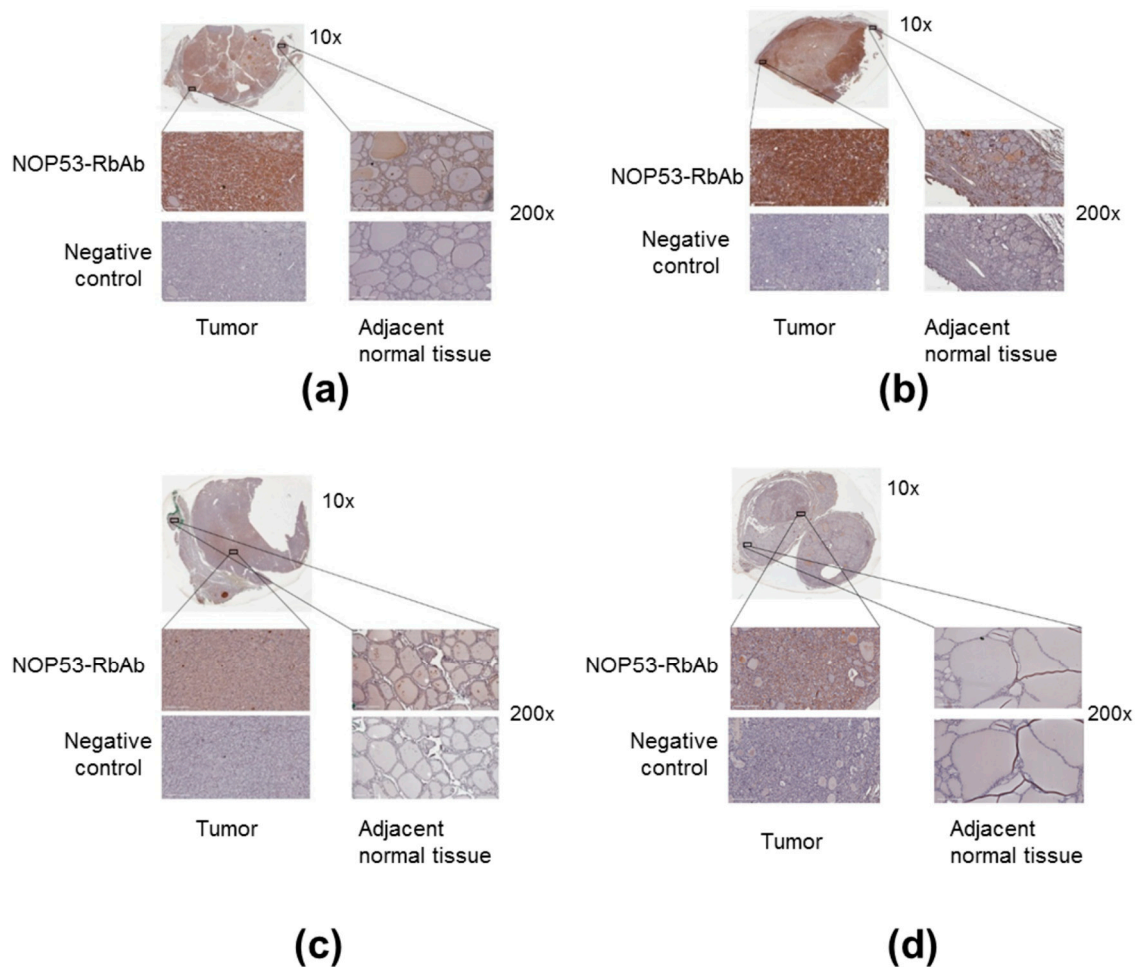 10x
NOP53-RbAb
200x
Negative
control
Tumor
Adjacent
normal tissue
(a)
10x
NOP53-RbAb
200x
Negative
control
Tumor
Adjacent
normal tissue
(b)
10x
NOP53-RbAb
200x
Negative
control
Tumor
Adjacent
normal tissue
(c)
10x
NOP53-RbAb
200x
Negative
control
Tumor
Adjacent
normal tissue
(d)